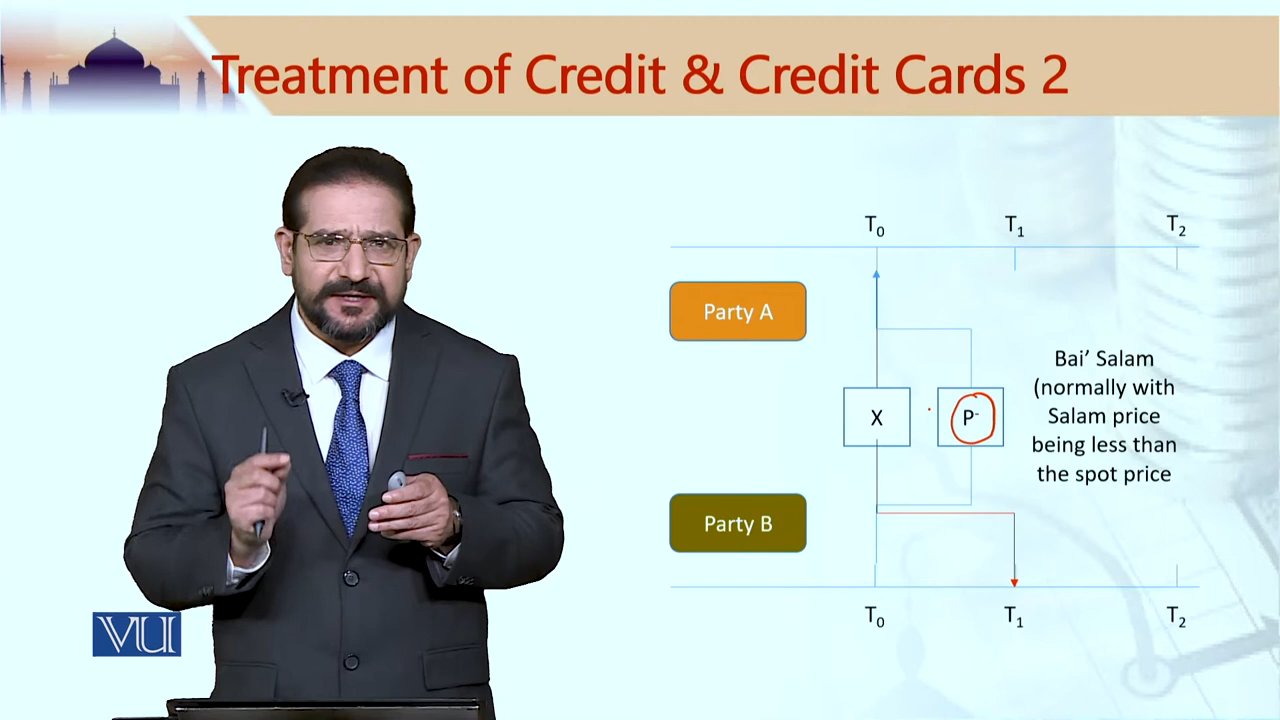 Treatment of Credit & Credit Cards 2
T0 T1 T2
Party A
X P-
Bai’ Salam
(normally with
Salam price
being less than
the spot price
Party B
T0 T1 T2
VU